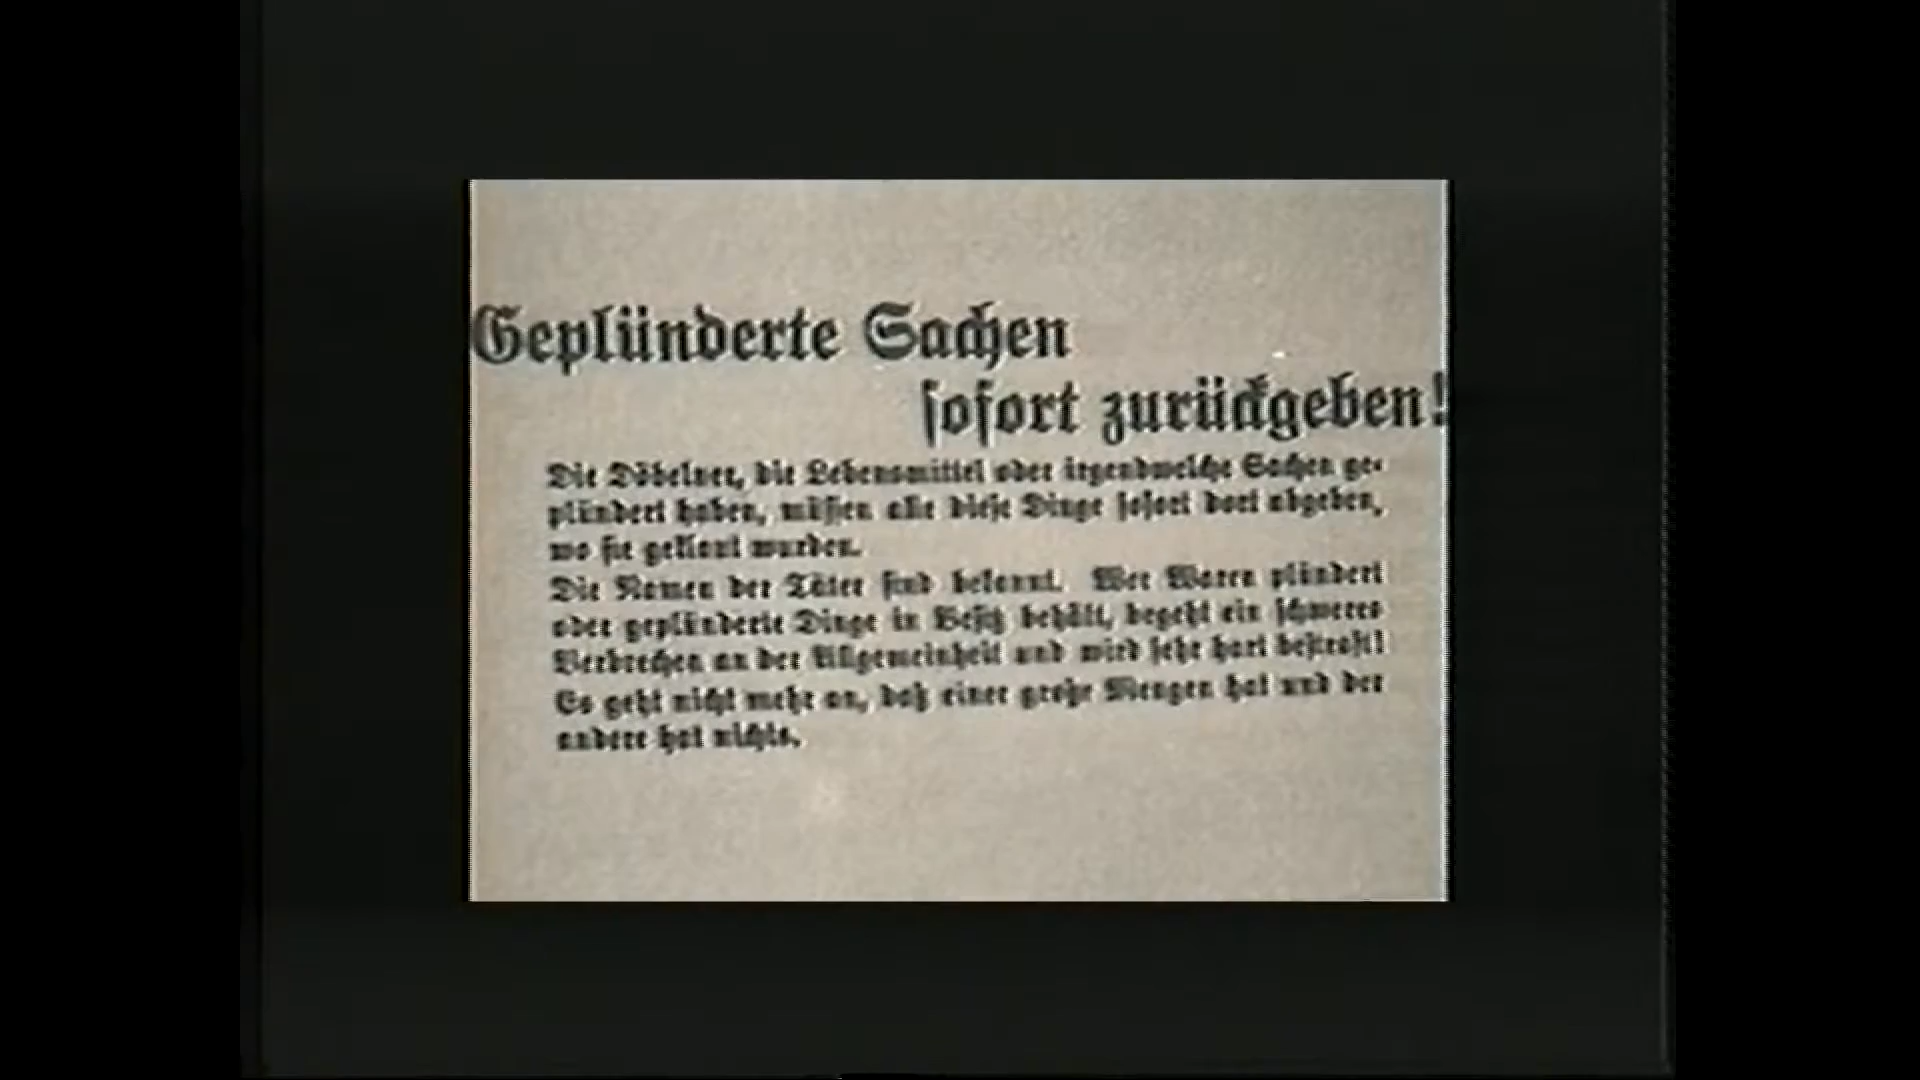 Geplünderte Sachen
sofort zurückgeben!
Die Döbelner, die Lebensmittel oder irgendwelche Sachen ge-
plündert haben, müssen alle diese Dinge sofort dort abgeben,
wo sie geklaut wurden.
Die Namen der Täter sind bekannt. Wer Waren plündert
oder geplünderte Dinge in Besitz behält, begeht ein schweres
Verbrechen an der Allgemeinheit und wird sehr hart bestraft!
Es geht nicht mehr an, daß einer große Mengen hat und der
andere hat nichts.